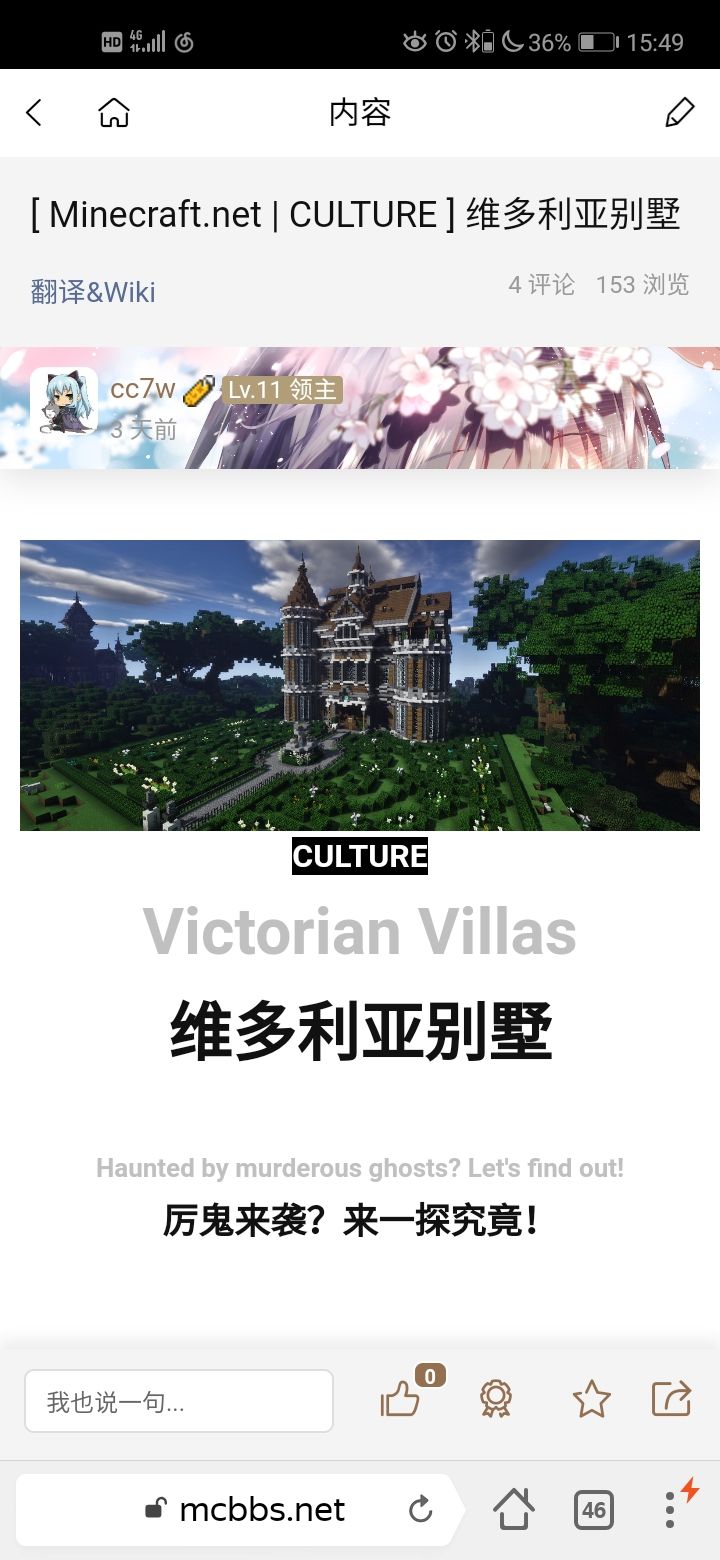 HD 4G 36% 15:49
内容
[ Minecraft.net | CULTURE ] 维多利亚别墅
翻译&Wiki 4 评论 153 浏览
cc7w Lv.11 领主
3 天前
CULTURE
Victorian Villas
维多利亚别墅
Haunted by murderous ghosts? Let's find out!
厉鬼来袭？来一探究竟！
0
我也说一句...
mcbbs.net 46